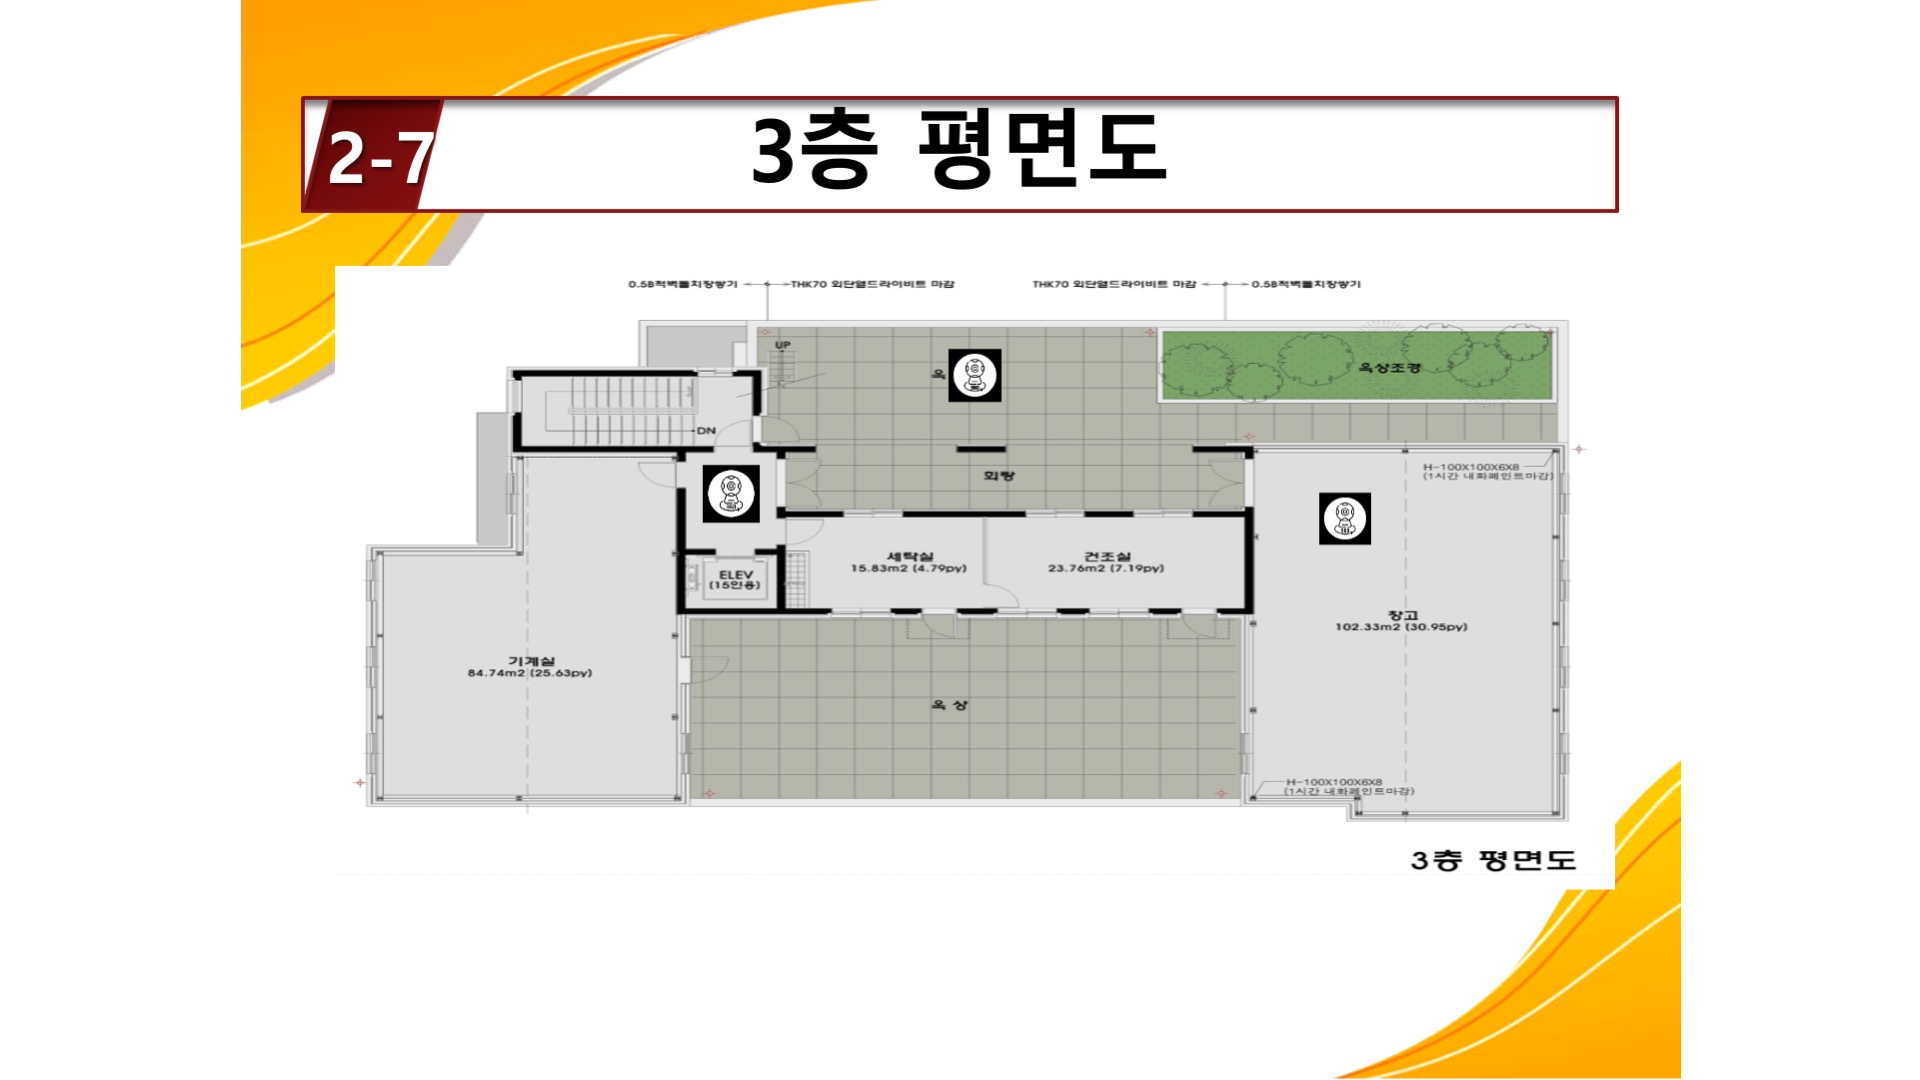 2-7
3층 평면도
0.5B적벽돌치장쌓기
THK70 외단열드라이비트 마감
THK70 외단열드라이비트 마감
0.5B적벽돌치장쌓기
UP
옥
옥상조경
DN
회랑
H-100X100X6X8
(1시간 내화페인트마감)
세탁실
15.83m2 (4.79py)
건조실
23.76m2 (7.19py)
ELEV
(15인용)
창고
102.33m2 (30.95py)
기계실
84.74m2 (25.63py)
옥 상
H-100X100X6X8
(1시간 내화페인트마감)
3층 평면도